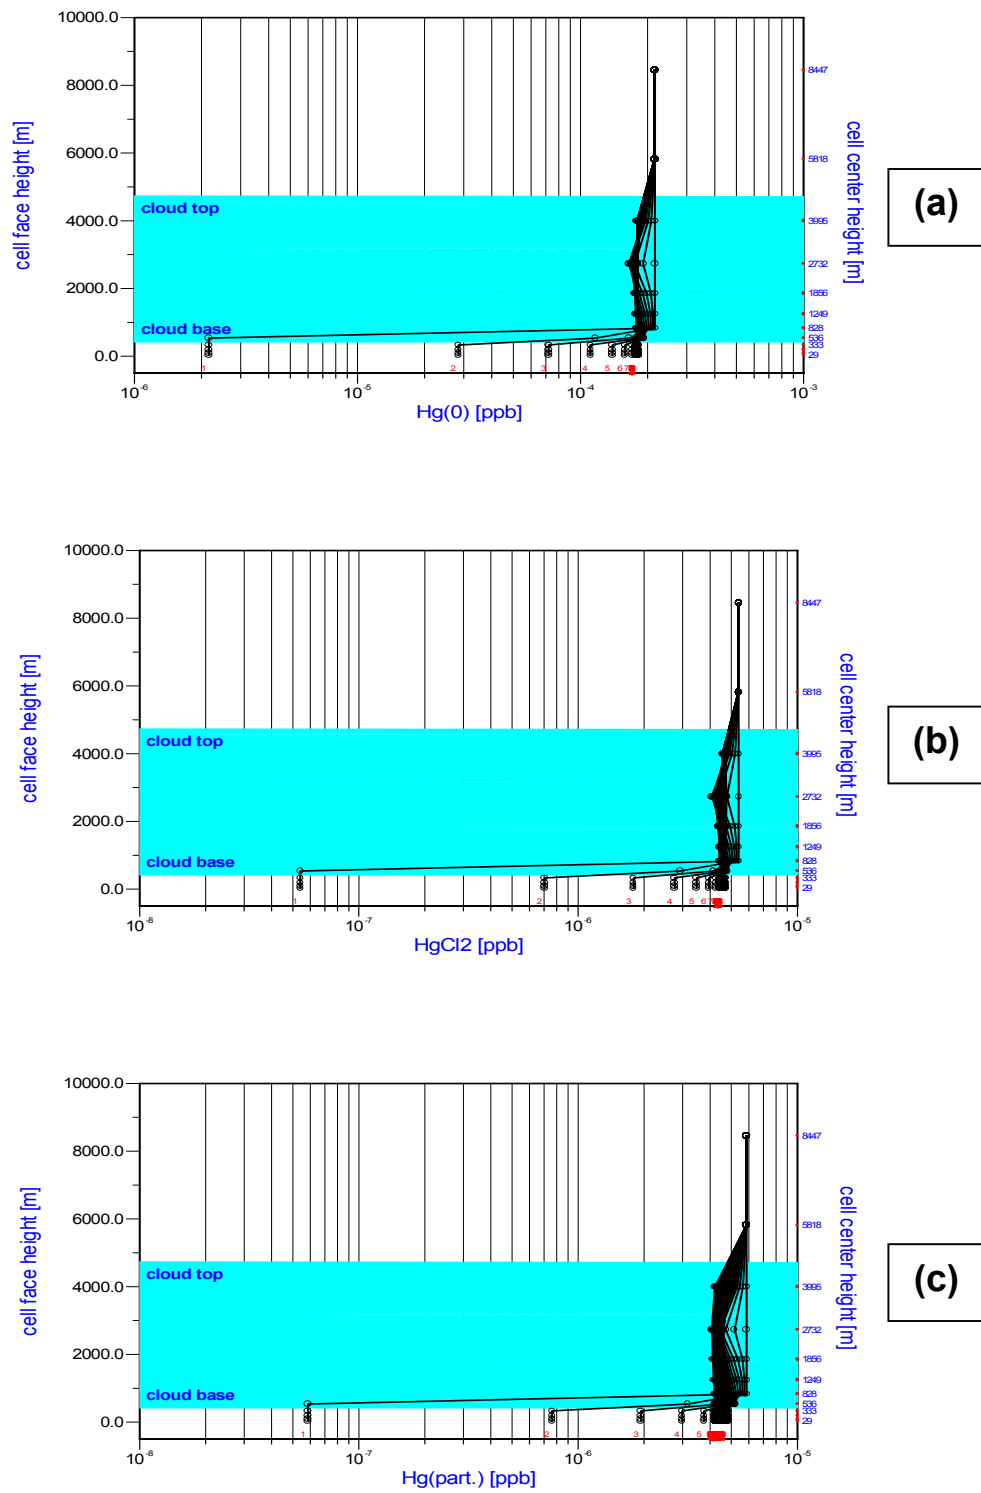 10000.0
8000.0
6000.0
4000.0
2000.0
0.0
cell face height [m]
cloud top
cloud base
8447
5818
3995
2732
1856
1249
828
536
333
29
cell center height [m]
(a)
1 2 3 4 5 6 7
10-6 10-5 10-4 10-3
Hg(0) [ppb]
10000.0
8000.0
6000.0
4000.0
2000.0
0.0
cell face height [m]
cloud top
cloud base
8447
5818
3995
2732
1856
1249
828
536
333
29
cell center height [m]
(b)
1 2 3 4 5 6 7
10-8 10-7 10-6 10-5
HgCl2 [ppb]
10000.0
8000.0
6000.0
4000.0
2000.0
0.0
cell face height [m]
cloud top
cloud base
8447
5818
3995
2732
1856
1249
828
536
333
29
cell center height [m]
(c)
1 2 3 4 5
10-8 10-7 10-6 10-5
Hg(part.) [ppb]